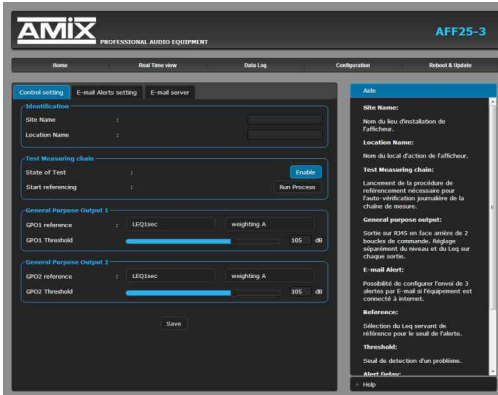 AMIX
PROFESSIONAL AUDIO EQUIPMENT
AFF25-3
Home Real Time view Data Log Configuration Reboot & Update
Control setting E-mail Alerts setting E-mail server
Identification
Site Name :
Location Name :
Test Measuring chain
State of Test : Enable
Start referencing : Run Process
General Purpose Output 1
GPO1 reference : LEQ1sec weighting A
GPO1 Threshold 105 dB
General Purpose Output 2
GPO2 reference : LEQ1sec weighting A
GPO2 Threshold 105 dB
Save
Aide
Site Name:
Nom du lieu d'installation de
l'afficheur.
Location Name:
Nom du local d'action de l'afficheur.
Test Measuring chain:
Lancement de la procédure de
référencement nécessaire pour
l'auto-vérification journalière de la
chaîne de mesure.
General purpose output:
Sortie sur RJ45 en face arrière de 2
boucles de commande. Réglage
séparément du niveau et du Leq sur
chaque sortie.
E-mail Alert:
Possibilité de configurer l'envoi de 3
alertes par E-mail si l'équipement est
connecté à internet.
Reference:
Sélection du Leq servant de
référence pour le seuil de l'alerte.
Threshold:
Seuil de detection d'un problème.
Alert Delay:
Help